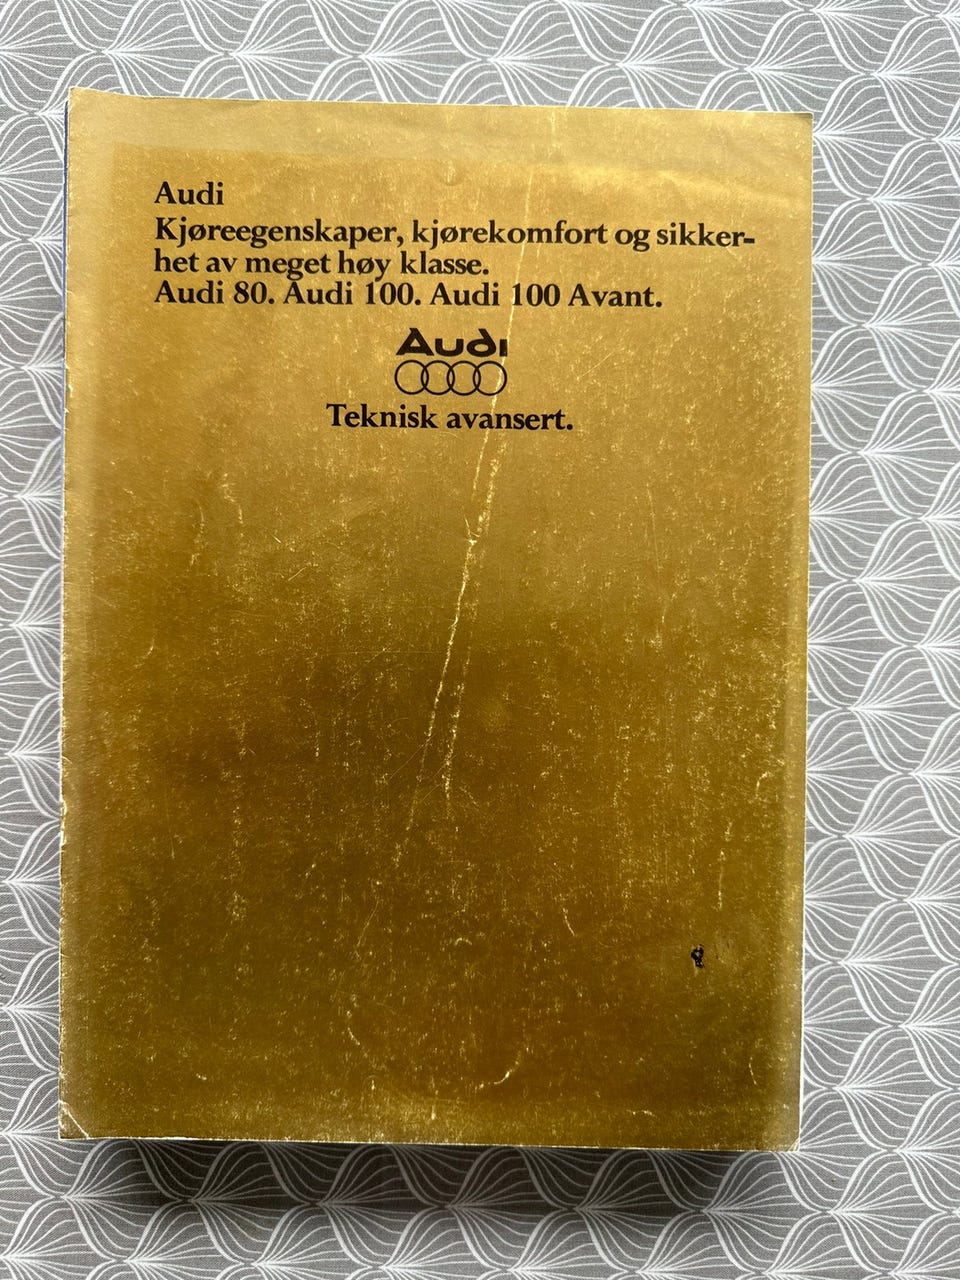 Audi
Kjøreegenskaper, kjørekomfort og sikker-
het av meget høy klasse.
Audi 80. Audi 100. Audi 100 Avant.
Audi
Teknisk avansert.